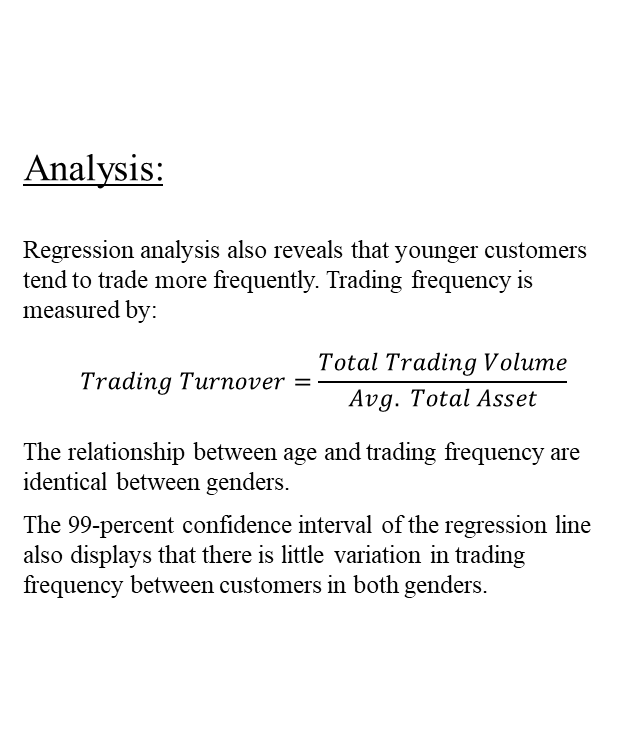 Analysis:
Regression analysis also reveals that younger customers
tend to trade more frequently. Trading frequency is
measured by:
Trading Turnover = Total Trading Volume / Avg. Total Asset
The relationship between age and trading frequency are
identical between genders.
The 99-percent confidence interval of the regression line
also displays that there is little variation in trading
frequency between customers in both genders.